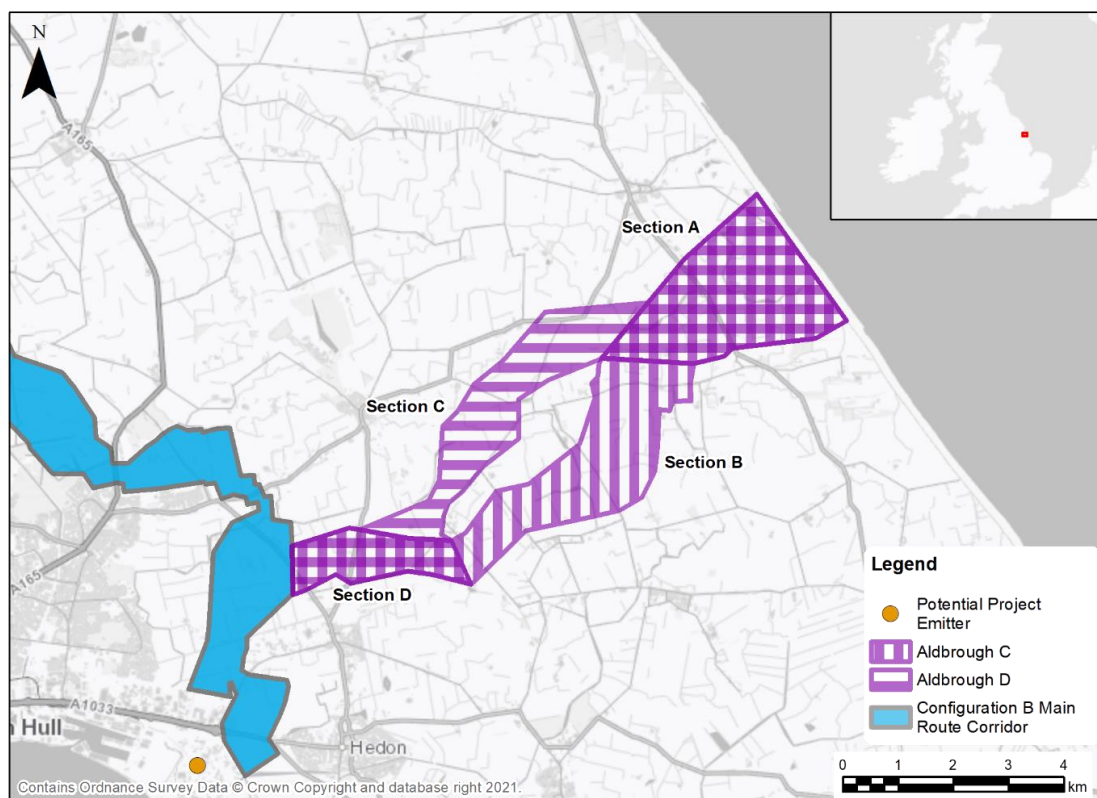 N
A165
Section A
Section C
Section B
Section D
A165
A1033
n Hull
Hedon
Legend
Potential Project
Emitter
Aldbrough C
Aldbrough D
Configuration B Main
Route Corridor
0 1 2 3 4
km
Contains Ordnance Survey Data © Crown Copyright and database right 2021.